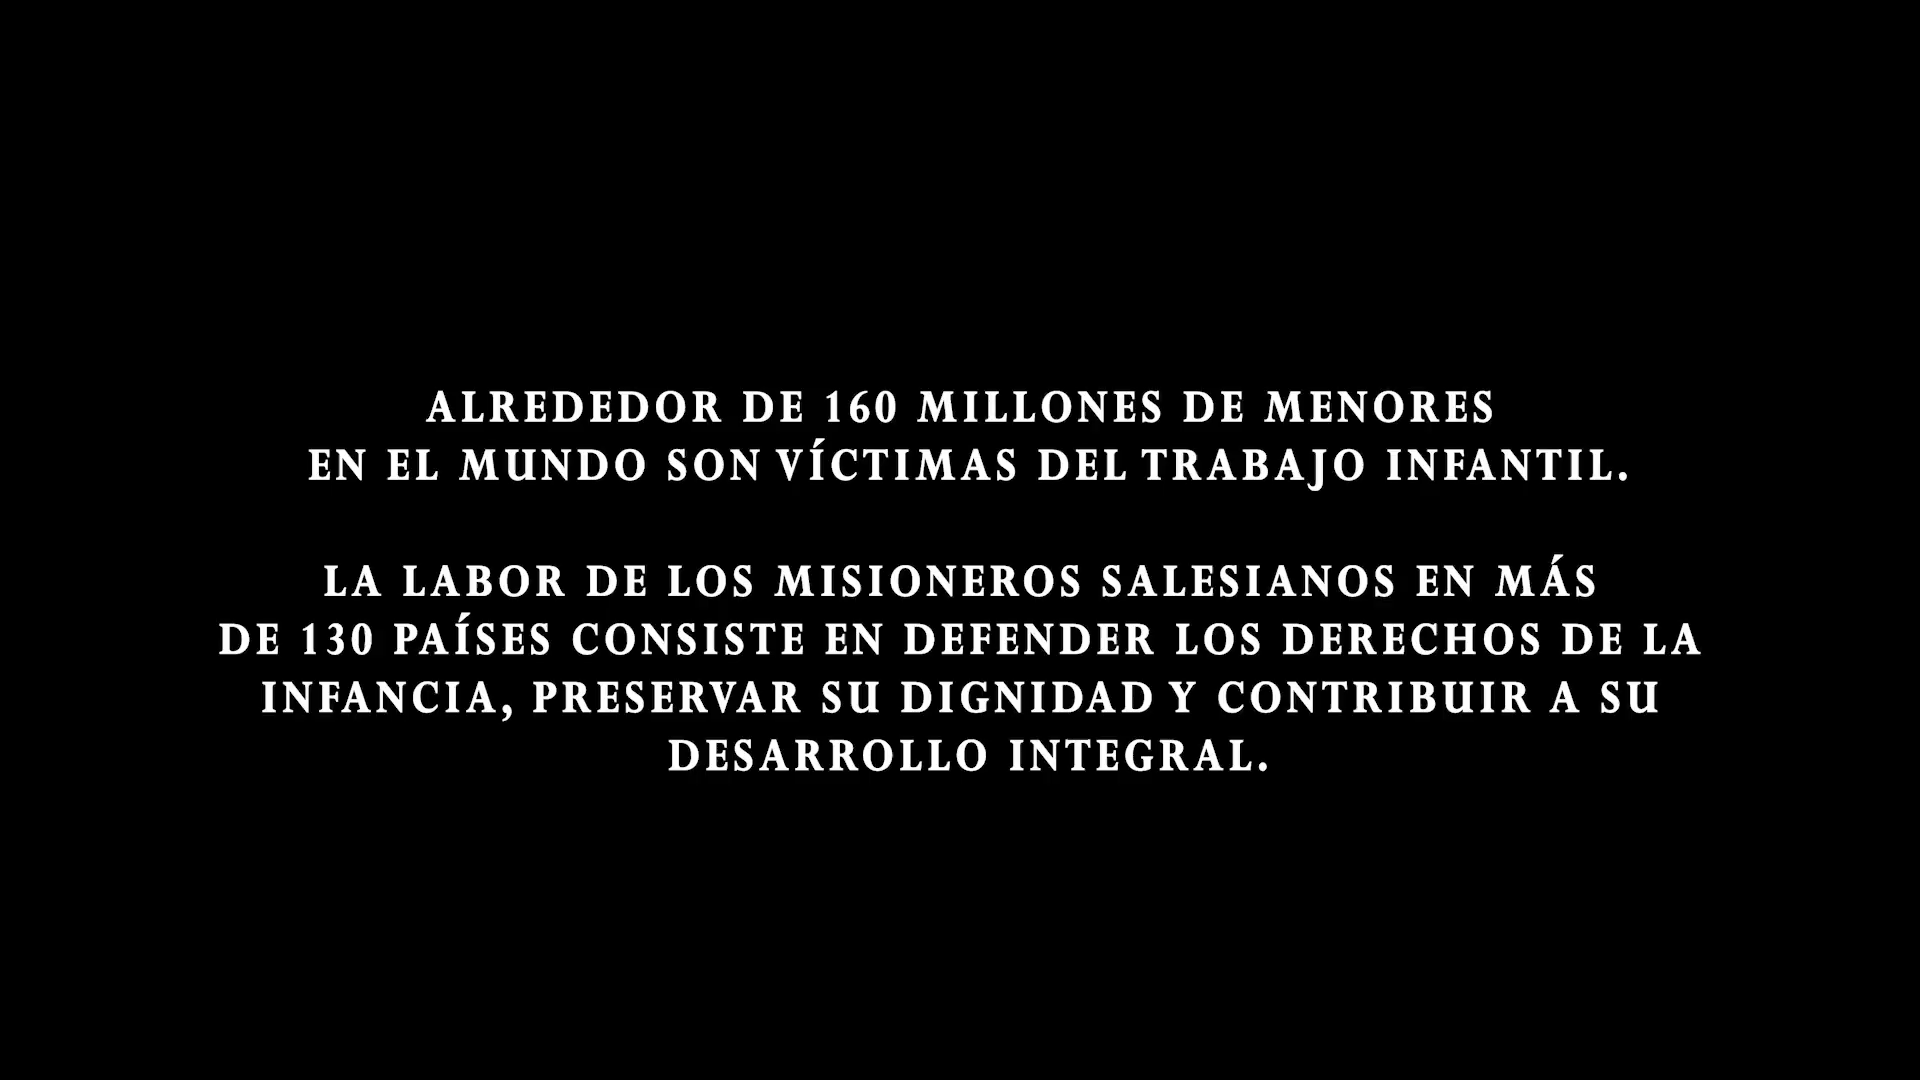 ALREDEDOR DE 160 MILLONES DE MENORES
EN EL MUNDO SON VÍCTIMAS DEL TRABAJO INFANTIL.
LA LABOR DE LOS MISIONEROS SALESIANOS EN MÁS
DE 130 PAÍSES CONSISTE EN DEFENDER LOS DERECHOS DE LA
INFANCIA, PRESERVAR SU DIGNIDAD Y CONTRIBUIR A SU
DESARROLLO INTEGRAL.